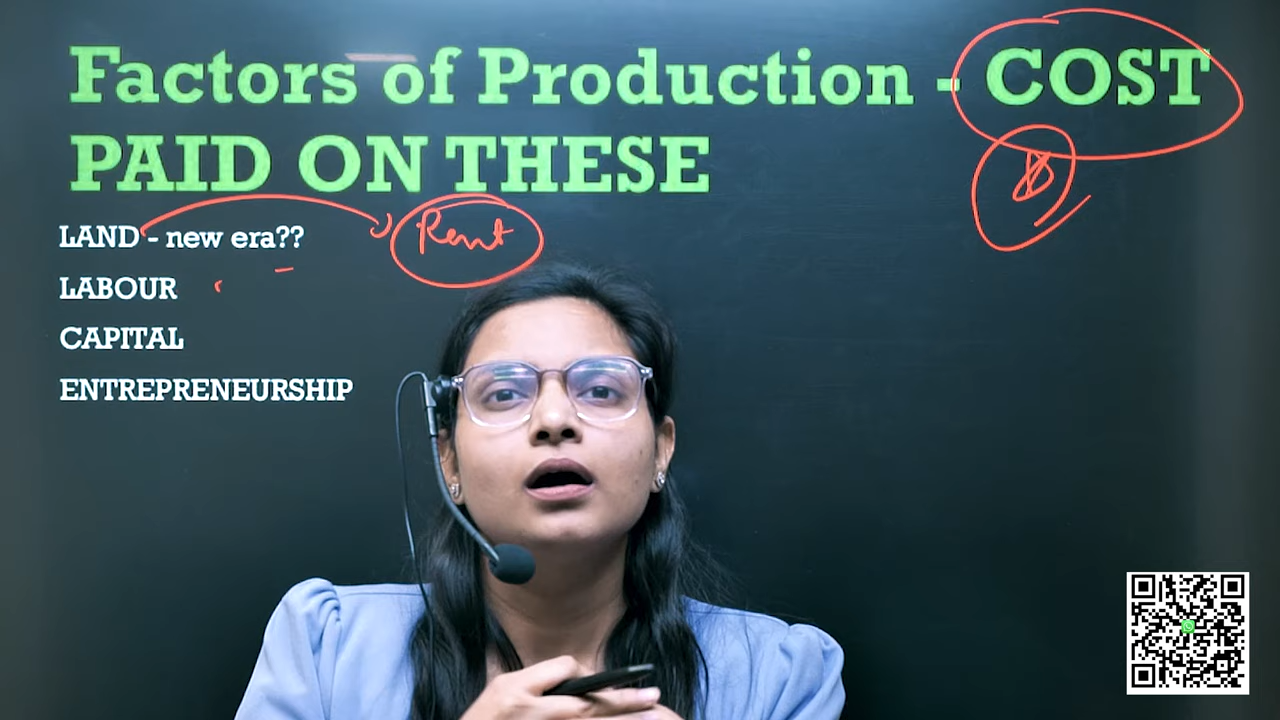 Factors of Production - COST
PAID ON THESE
LAND - new era?? Rent
LABOUR
CAPITAL
ENTREPRENEURSHIP